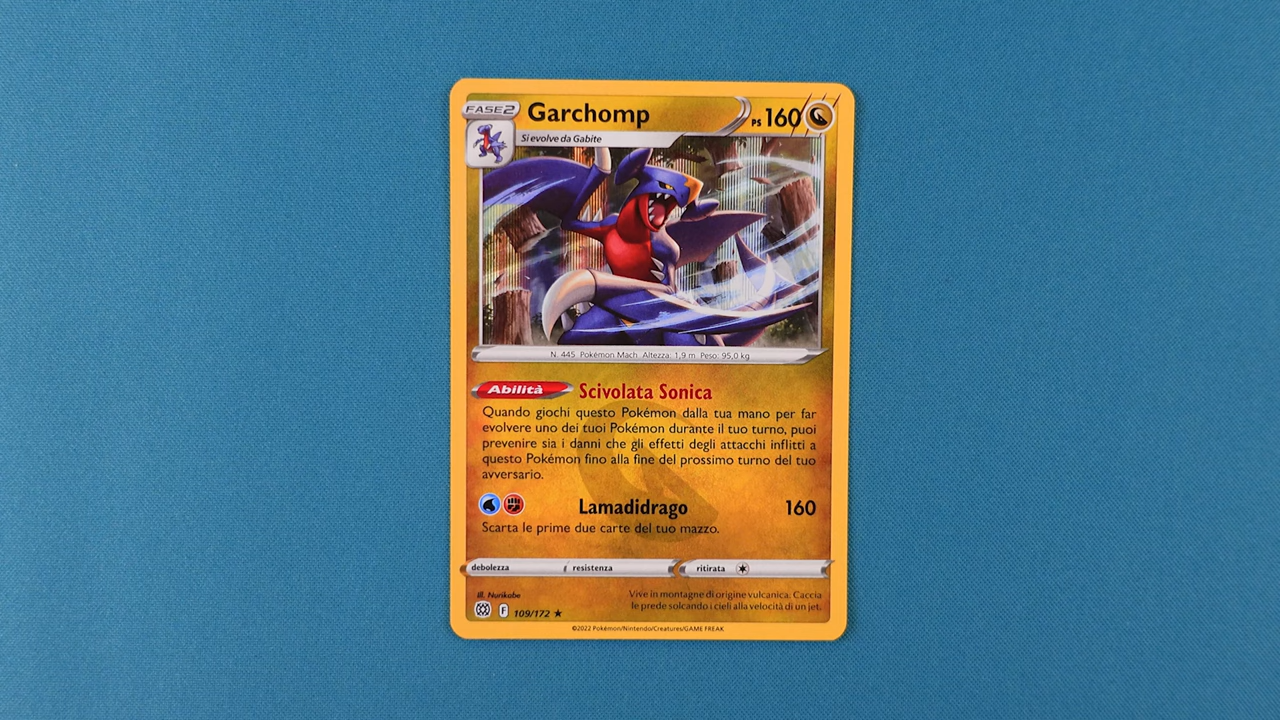 FASE 2
Garchomp
PS 160
Si evolve da Gabite
N. 445 Pokémon Mach Altezza: 1,9 m Peso: 95,0 kg
Abilità Scivolata Sonica
Quando giochi questo Pokémon dalla tua mano per far
evolvere uno dei tuoi Pokémon durante il tuo turno, puoi
prevenire sia i danni che gli effetti degli attacchi inflitti a
questo Pokémon fino alla fine del prossimo turno del tuo
avversario.
Lamadidrago 160
Scarta le prime due carte del tuo mazzo.
debolezza resistenza ritirata
Ill. Nurikabe
Vive in montagne di origine vulcanica. Caccia
le prede solcando i cieli alla velocità di un jet.
F 109/172 ★
©2022 Pokémon/Nintendo/Creatures/GAME FREAK